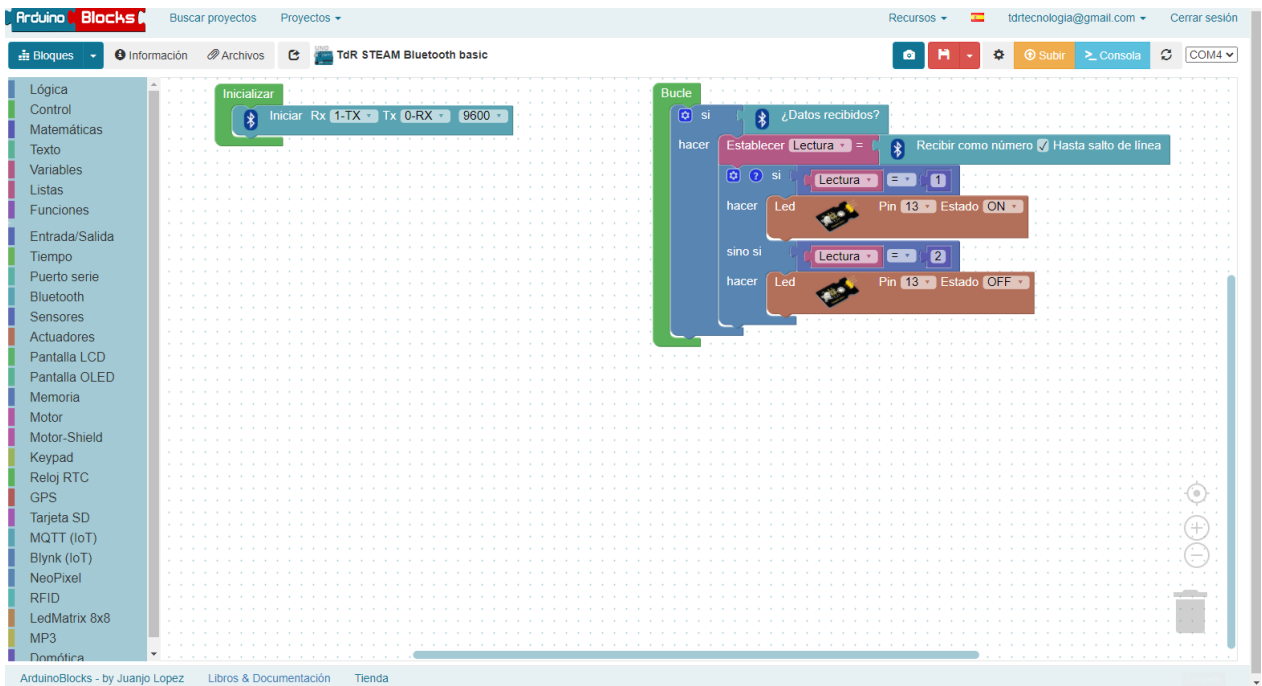 Arduino Blocks Buscar proyectos Proyectos Recursos tdrtecnologia@gmail.com Cerrar sesión
Bloques Información Archivos UNO TdR STEAM Bluetooth basic Subir >_ Consola COM4
Lógica
Control
Matemáticas
Texto
Variables
Listas
Funciones
Entrada/Salida
Tiempo
Puerto serie
Bluetooth
Sensores
Actuadores
Pantalla LCD
Pantalla OLED
Memoria
Motor
Motor-Shield
Keypad
Reloj RTC
GPS
Tarjeta SD
MQTT (IoT)
Blynk (IoT)
NeoPixel
RFID
LedMatrix 8x8
MP3
Domótica
Inicializar
Iniciar Rx 1-TX Tx 0-RX 9600
Bucle
si ¿Datos recibidos?
hacer Establecer Lectura = Recibir como número Hasta salto de línea
si Lectura = 1
hacer Led Pin 13 Estado ON
sino si Lectura = 2
hacer Led Pin 13 Estado OFF
ArduinoBlocks - by Juanjo Lopez Libros & Documentación Tienda